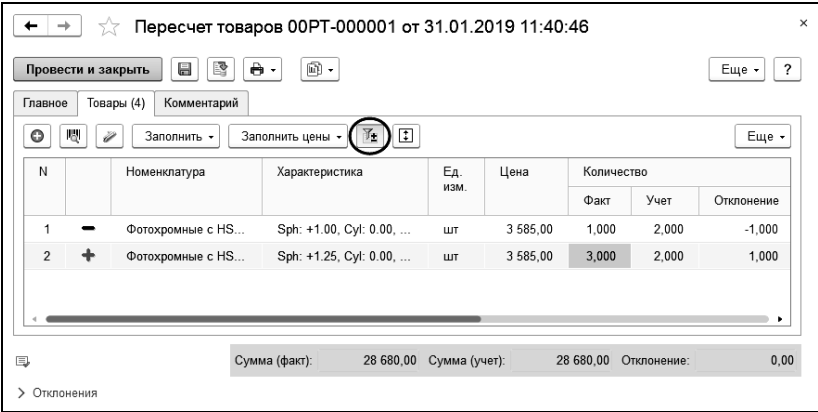 Пересчет товаров 00РТ-000001 от 31.01.2019 11:40:46
Провести и закрыть Еще ?
Главное Товары (4) Комментарий
Заполнить Заполнить цены Еще
N Номенклатура Характеристика Ед. изм. Цена Количество
Факт Учет Отклонение
1 Фотохромные с HS... Sph: +1.00, Cyl: 0.00, ... шт 3 585,00 1,000 2,000 -1,000
2 Фотохромные с HS... Sph: +1.25, Cyl: 0.00, ... шт 3 585,00 3,000 2,000 1,000
Сумма (факт): 28 680,00 Сумма (учет): 28 680,00 Отклонение: 0,00
Отклонения